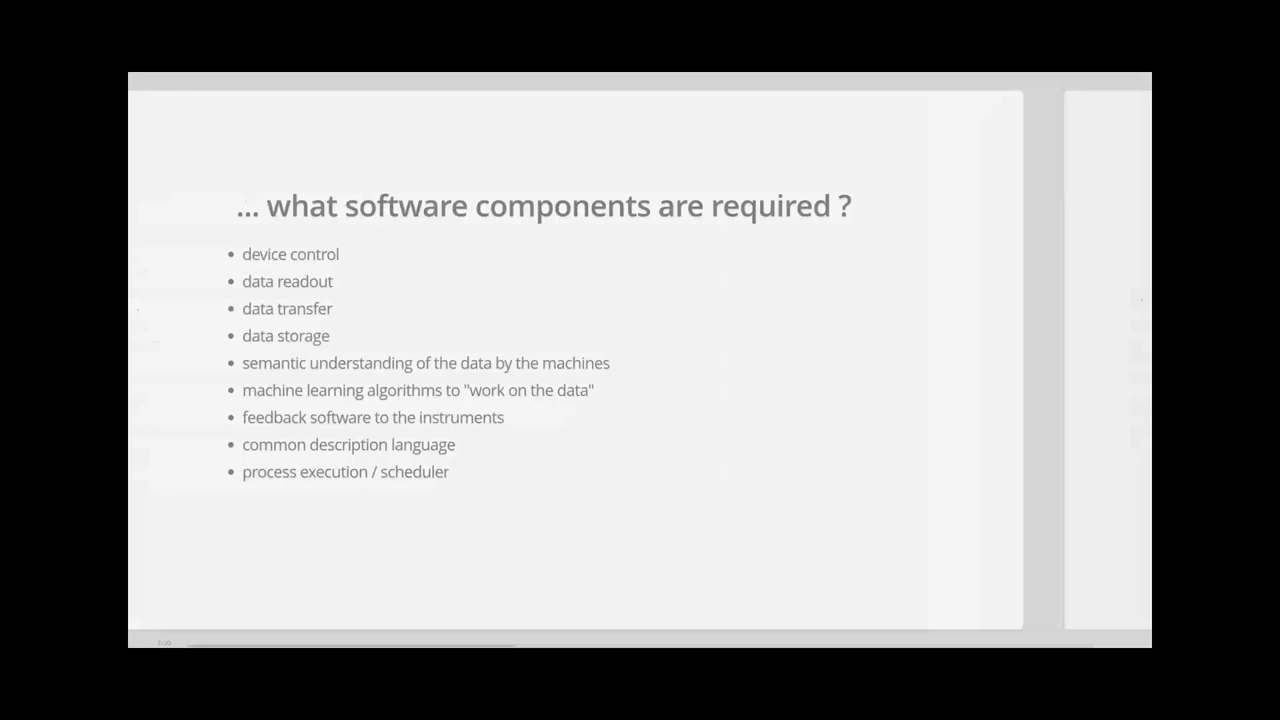 ... what software components are required ?
• device control
• data readout
• data transfer
• data storage
• semantic understanding of the data by the machines
• machine learning algorithms to "work on the data"
• feedback software to the instruments
• common description language
• process execution / scheduler